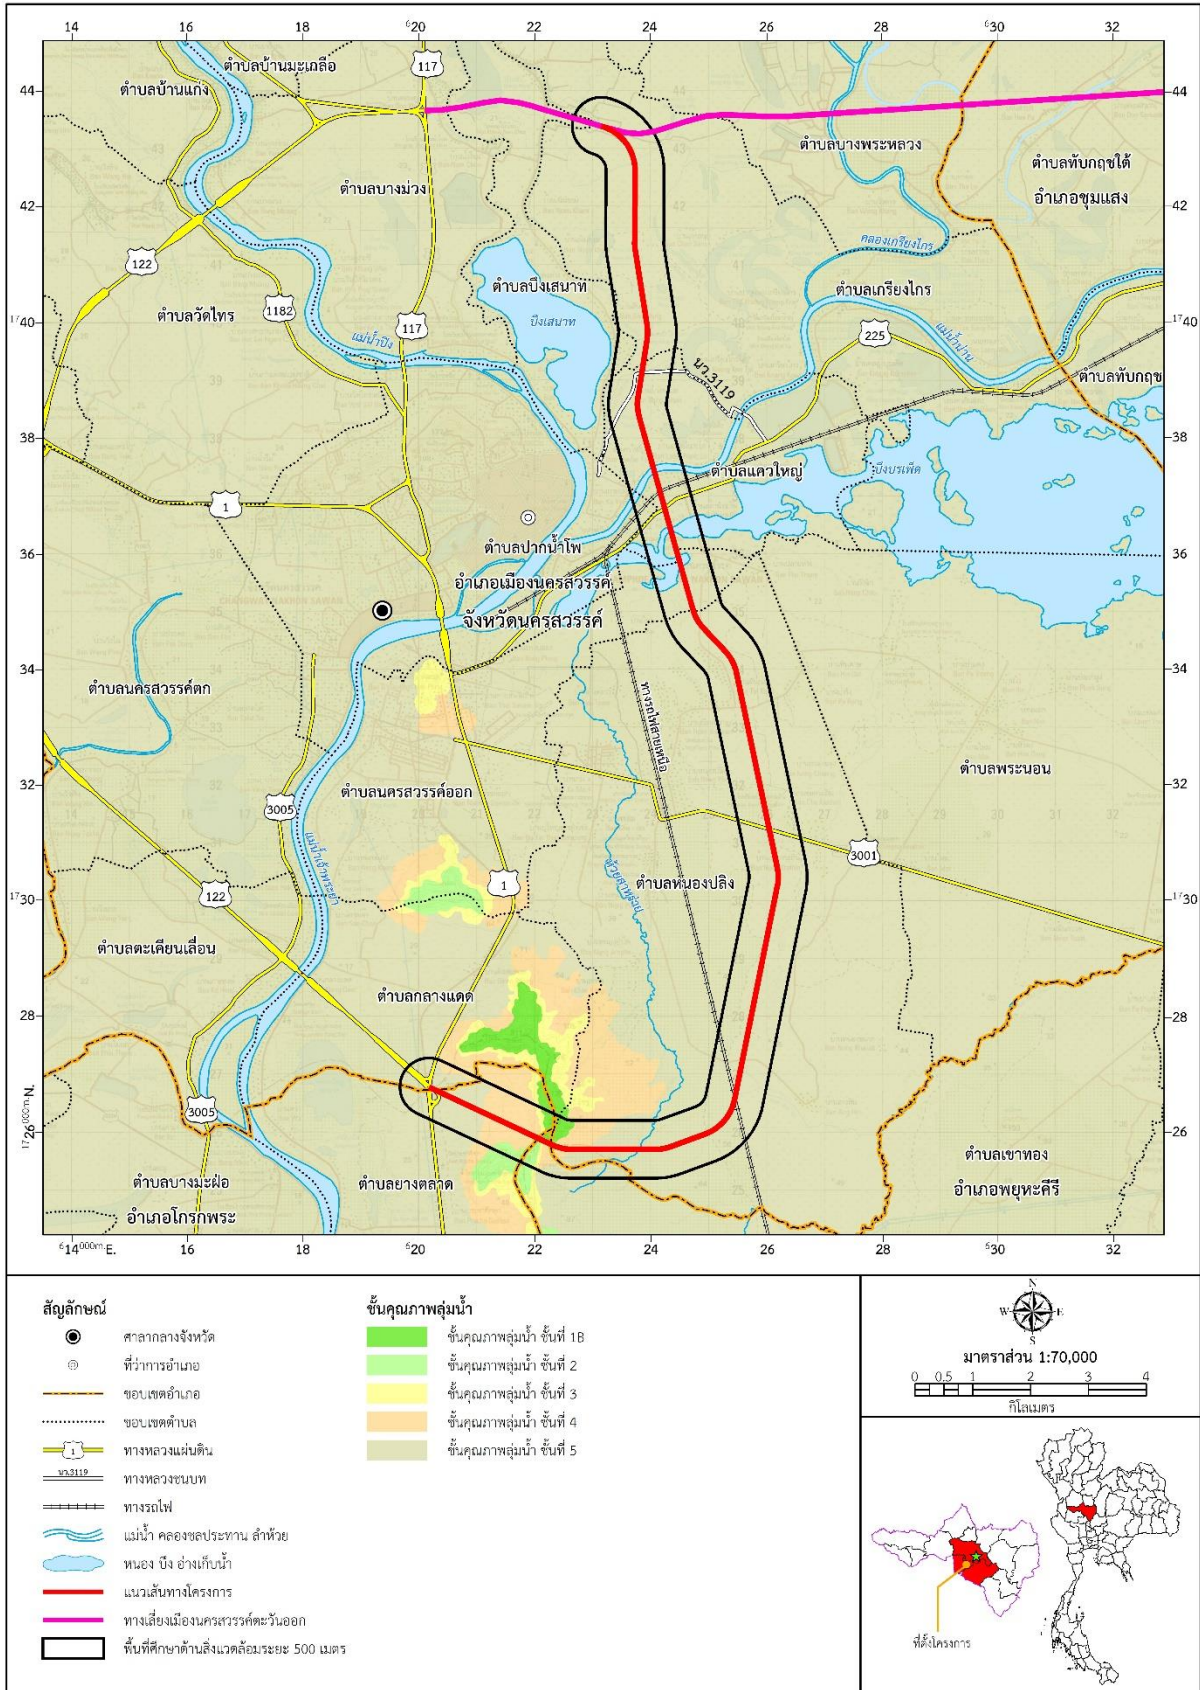 14 16 18 ⁶20 22 24 26 28 ⁶30 32
ตำบลบ้านมะเกลือ
117
ตำบลบ้านแก่ง
44 44
ตำบลบางพระหลวง
ตำบลทับกฤชใต้
ตำบลบางม่วง
อำเภอชุมแสง
42 42
คลองเกรียงไกร
122
ตำบลบึงเสนาท
ตำบลเกรียงไกร
1182
ตำบลวัดไทร
¹⁷40 ¹⁷40
117
บึงเสนาท
แม่น้ำน่าน
225
แม่น้ำปิง
นว.3119
ตำบลทับกฤช
38 38
ตำบลแควใหญ่
บึงบรเพ็ด
1
ตำบลปากน้ำโพ
36 36
อำเภอเมืองนครสวรรค์
จังหวัดนครสวรรค์
34 34
ตำบลนครสวรรค์ตก
ทางรถไฟสายเหนือ
ตำบลพระนอน
32 32
ตำบลนครสวรรค์ออก
3005
แม่น้ำเจ้าพระยา
3001
ตำบลหนองปลิง
1
122
¹⁷30 ¹⁷30
ตำบลตะเคียนเลื่อน
ตำบลกลางแดด
28 28
3005
¹⁷26⁰⁰⁰ᵐ·N. 26
ตำบลเขาทอง
ตำบลบางมะฝ่อ
ตำบลยางตาล
อำเภอพยุหะคีรี
อำเภอโกรกพระ
⁶14⁰⁰⁰ᵐ·E. 16 18 ⁶20 22 24 26 28 ⁶30 32
สัญลักษณ์
ศาลากลางจังหวัด
ที่ว่าการอำเภอ
ขอบเขตอำเภอ
ขอบเขตตำบล
1 ทางหลวงแผ่นดิน
นว.3119 ทางหลวงชนบท
ทางรถไฟ
แม่น้ำ คลองชลประทาน ลำห้วย
หนอง บึง อ่างเก็บน้ำ
แนวเส้นทางโครงการ
ทางเลี่ยงเมืองนครสวรรค์ตะวันออก
พื้นที่ศึกษาด้านสิ่งแวดล้อมระยะ 500 เมตร
ชั้นคุณภาพลุ่มน้ำ
ชั้นคุณภาพลุ่มน้ำ ชั้นที่ 1B
ชั้นคุณภาพลุ่มน้ำ ชั้นที่ 2
ชั้นคุณภาพลุ่มน้ำ ชั้นที่ 3
ชั้นคุณภาพลุ่มน้ำ ชั้นที่ 4
ชั้นคุณภาพลุ่มน้ำ ชั้นที่ 5
N
W E
S
มาตราส่วน 1:70,000
0 0.5 1 2 3 4
กิโลเมตร
ที่ตั้งโครงการ